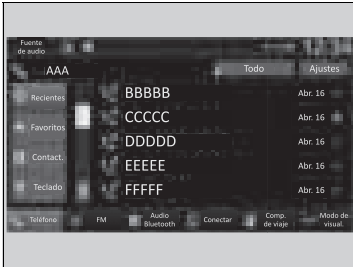 Fuente
de audio
AAA
Todo
Ajustes
Recientes
Favoritos
Contact.
Teclado
BBBBB
Abr. 16
CCCCC
Abr. 16
DDDDD
Abr. 16
EEEEE
Abr. 16
FFFFF
Abr. 16
Teléfono
FM
Audio
Bluetooth
Conectar
Comp.
de viaje
Modo de
visual.